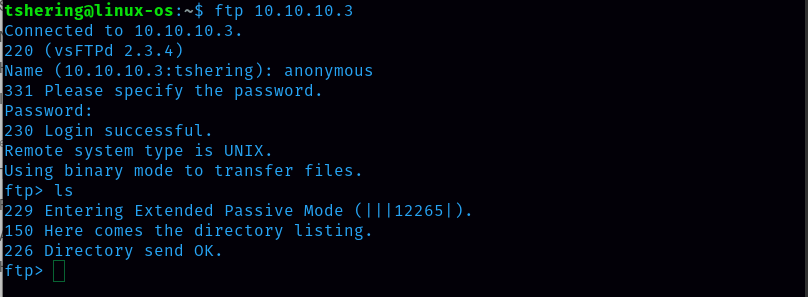 tshering@linux-os:~$ ftp 10.10.10.3
Connected to 10.10.10.3.
220 (vsFTPd 2.3.4)
Name (10.10.10.3:tshering): anonymous
331 Please specify the password.
Password:
230 Login successful.
Remote system type is UNIX.
Using binary mode to transfer files.
ftp> ls
229 Entering Extended Passive Mode (|||12265|).
150 Here comes the directory listing.
226 Directory send OK.
ftp>